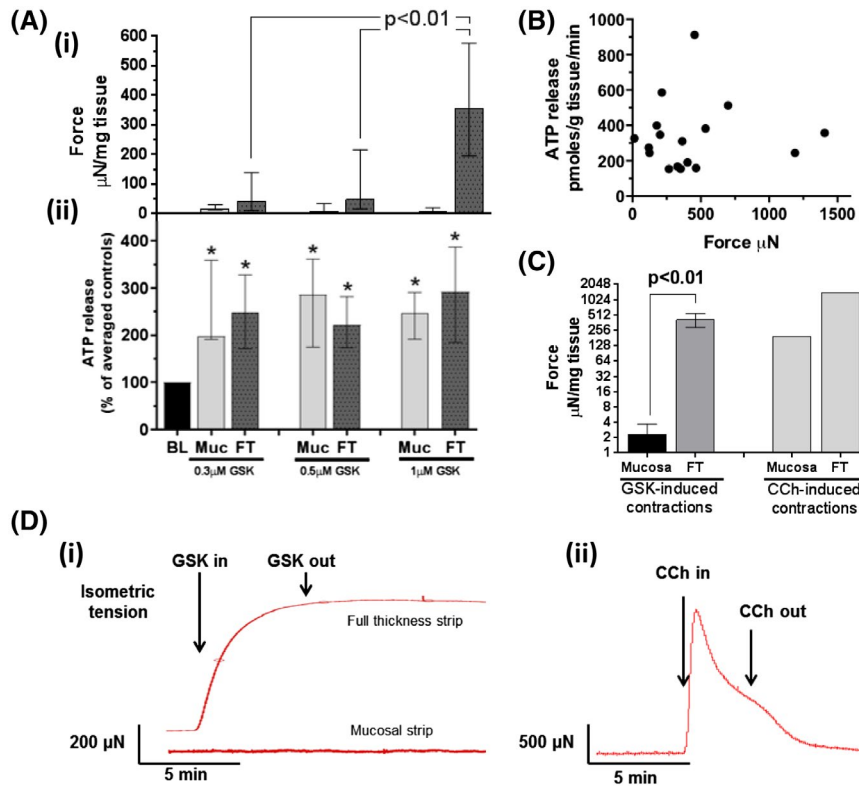 (A)
(i)
p<0.01
Force
µN/mg tissue
600
500
400
300
200
100
0
(ii)
ATP release
(% of averaged controls)
400
300
200
100
0
*
*
*
*
*
*
BL Muc FT Muc FT Muc FT
0.3µM GSK 0.5µM GSK 1µM GSK
(B)
ATP release
pmoles/g tissue/min
1000
800
600
400
200
0
0 500 1000 1500
Force µN
(C)
p<0.01
Force
µN/mg tissue
2048
1024
512
256
128
64
32
16
8
4
2
1
Mucosa FT Mucosa FT
GSK-induced
contractions
CCh-induced
contractions
(D)
(i)
GSK in
GSK out
Isometric
tension
Full thickness strip
Mucosal strip
200 µN
5 min
(ii)
CCh in
CCh out
500 µN
5 min